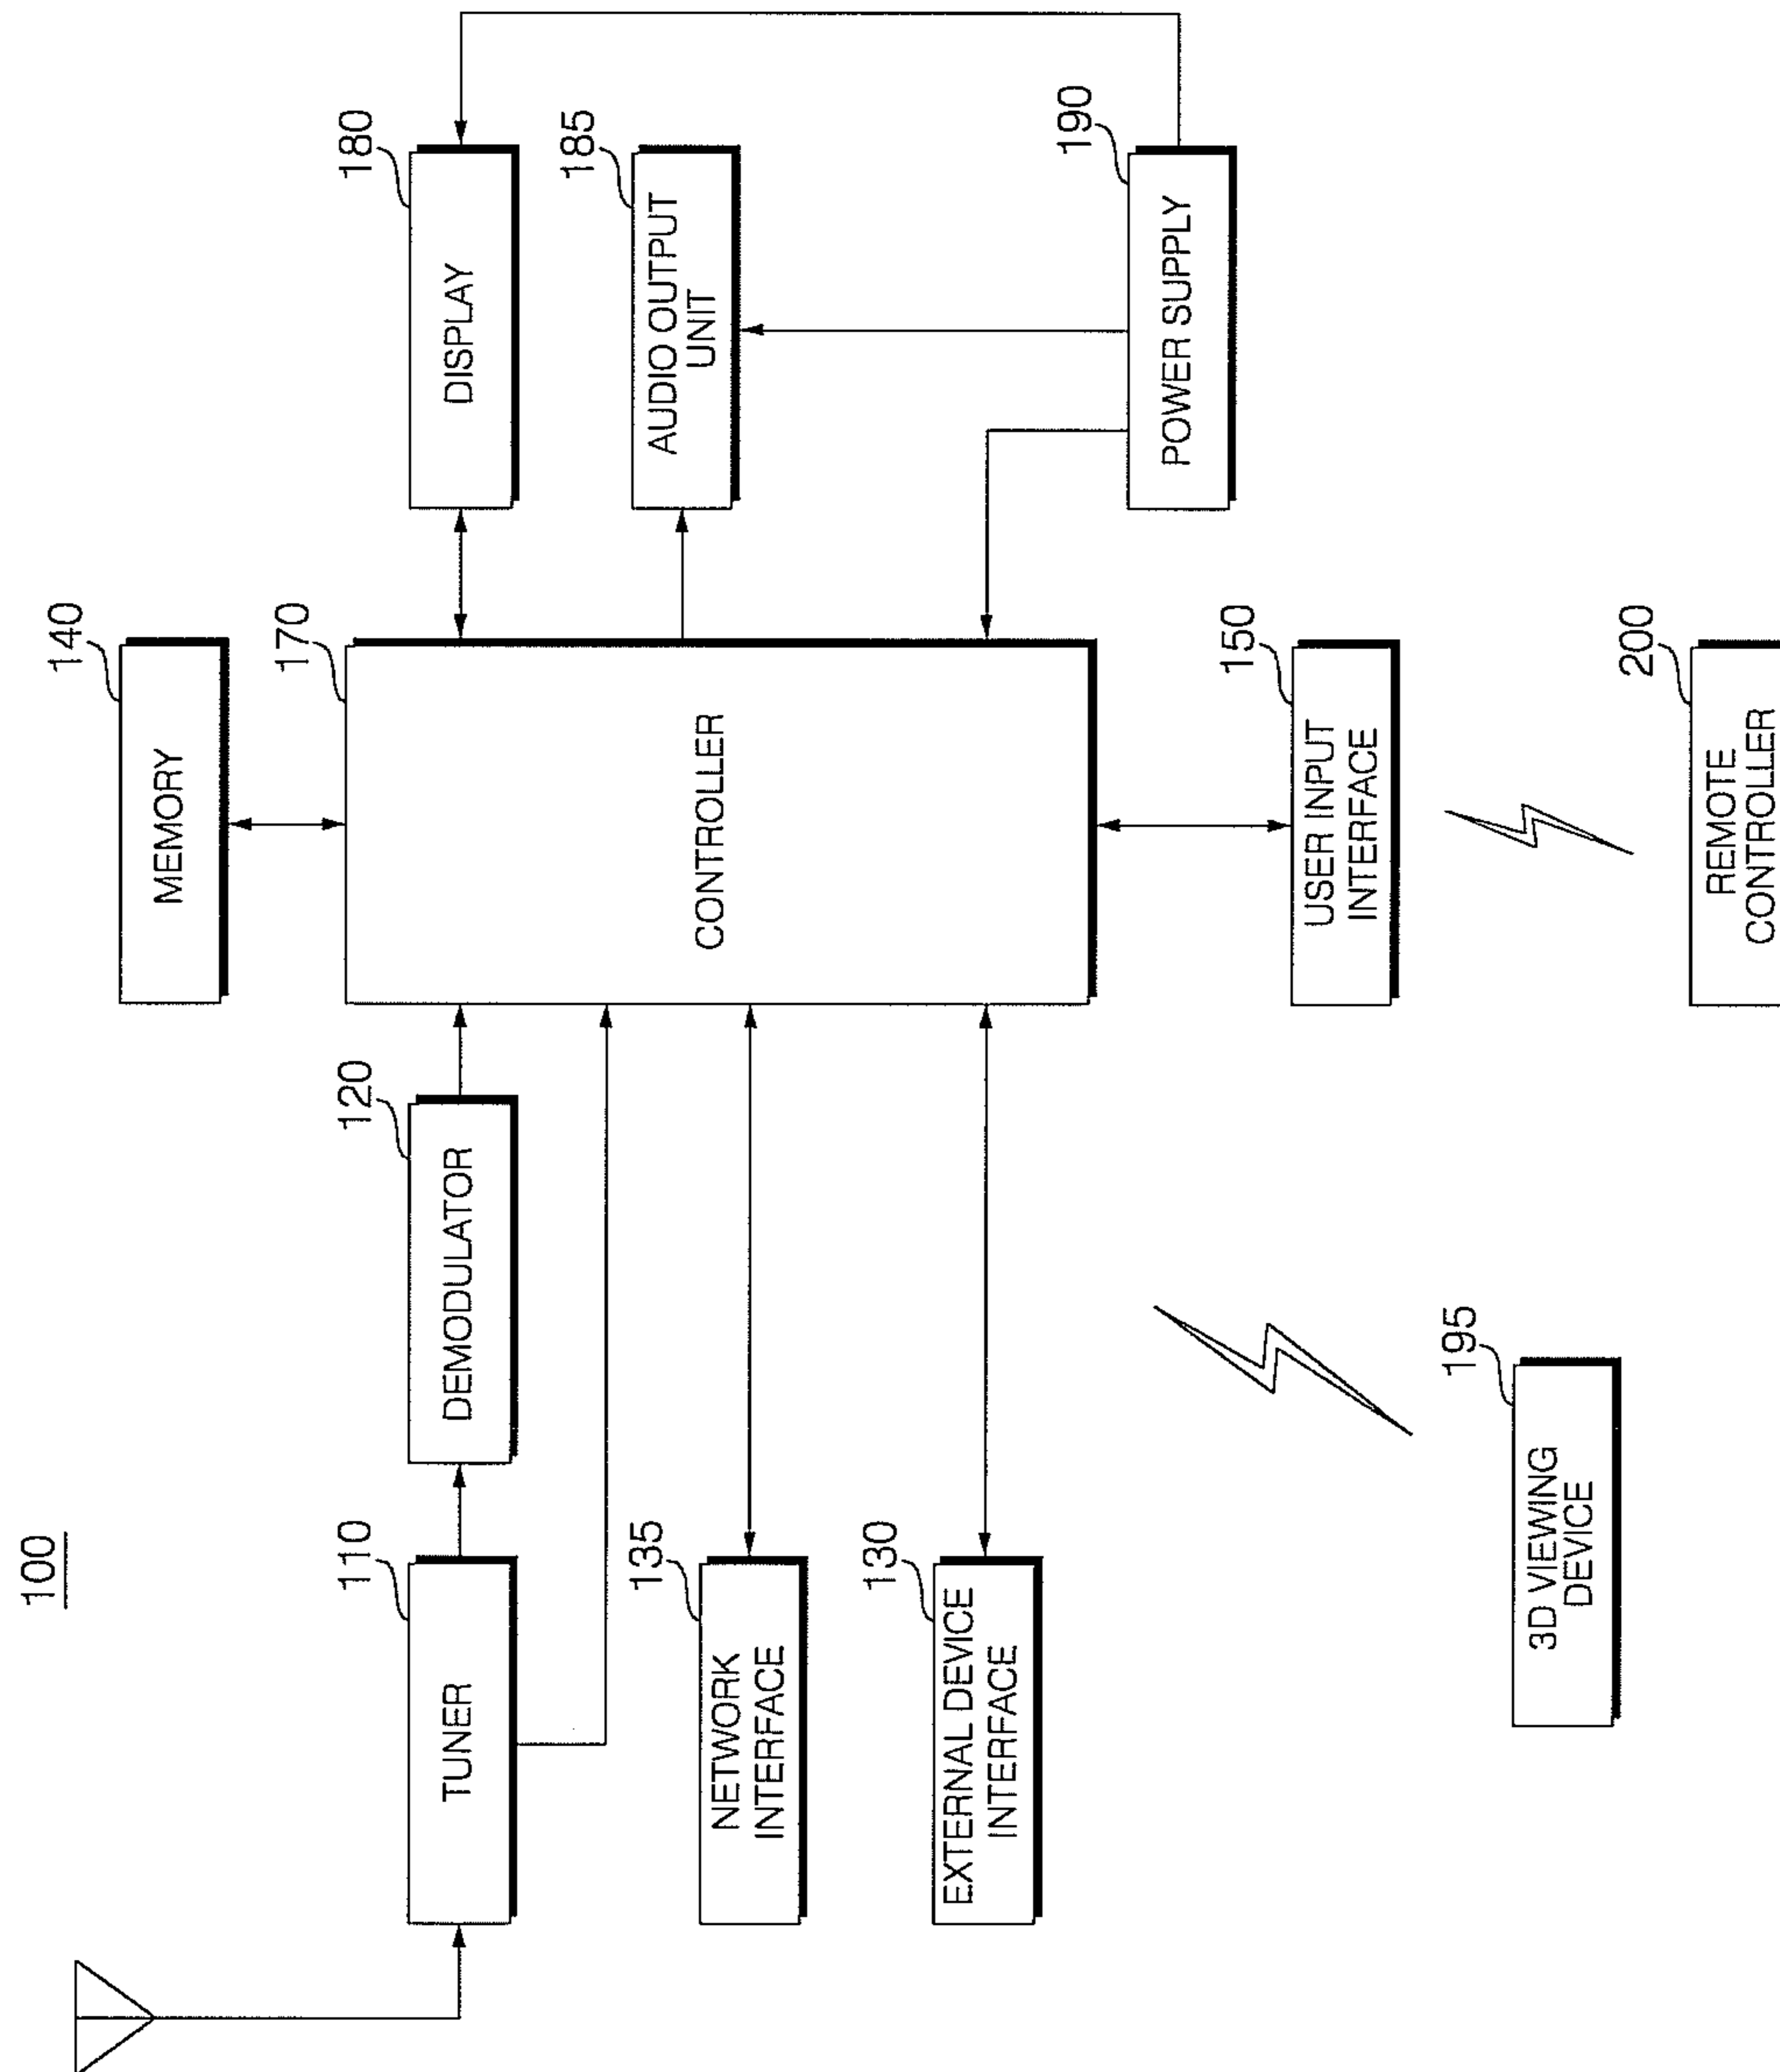 100
140
MEMORY
110
TUNER
120
DEMODULATOR
170
CONTROLLER
180
DISPLAY
135
NETWORK
INTERFACE
185
AUDIO OUTPUT
UNIT
130
EXTERNAL DEVICE
INTERFACE
190
POWER SUPPLY
150
USER INPUT
INTERFACE
195
3D VIEWING
DEVICE
200
REMOTE
CONTROLLER